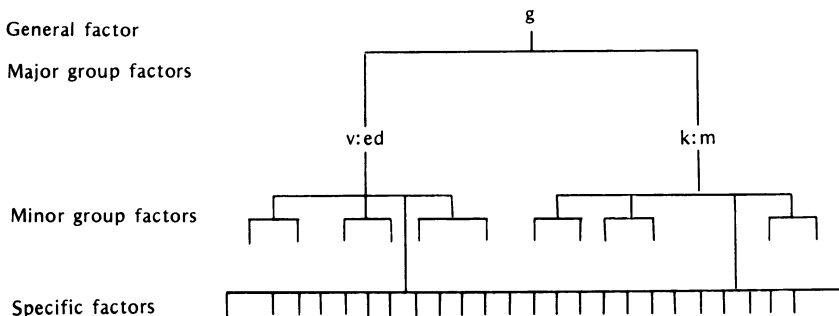 g
General factor
Major group factors
v:ed k:m
Minor group factors
Specific factors